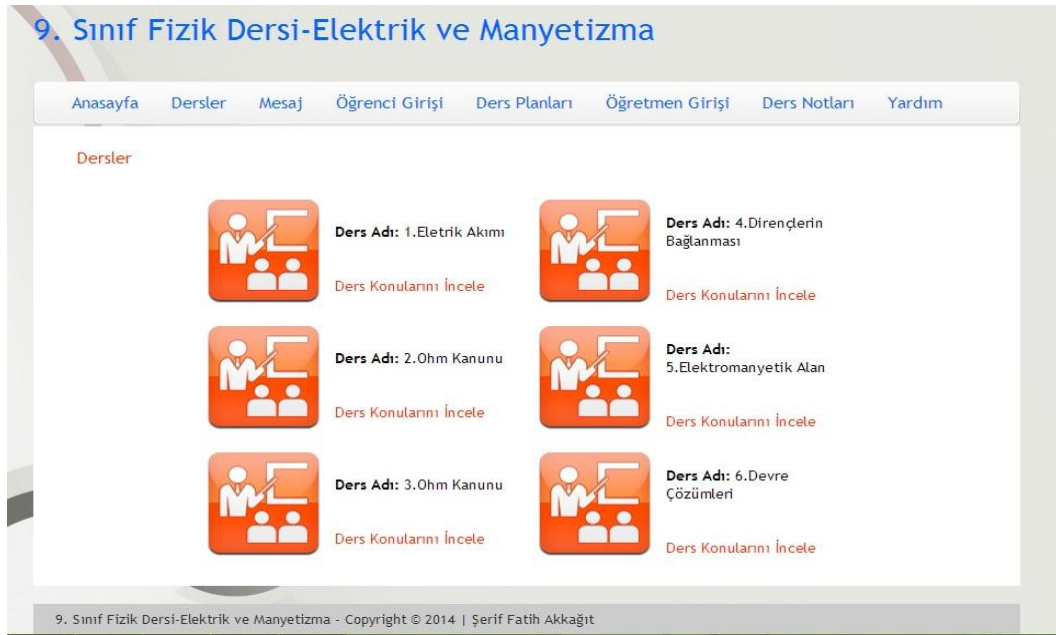 9. Sınıf Fizik Dersi-Elektrik ve Manyetizma
Anasayfa Dersler Mesaj Öğrenci Girişi Ders Planları Öğretmen Girişi Ders Notları Yardım
Dersler
Ders Adı: 1.Eletrik Akımı
Ders Konularını İncele
Ders Adı: 4.Dirençlerin
Bağlanması
Ders Konularını İncele
Ders Adı: 2.Ohm Kanunu
Ders Konularını İncele
Ders Adı:
5.Elektromanyetik Alan
Ders Konularını İncele
Ders Adı: 3.Ohm Kanunu
Ders Konularını İncele
Ders Adı: 6.Devre
Çözümleri
Ders Konularını İncele
9. Sınıf Fizik Dersi-Elektrik ve Manyetizma - Copyright © 2014 | Şerif Fatih Akkağıt